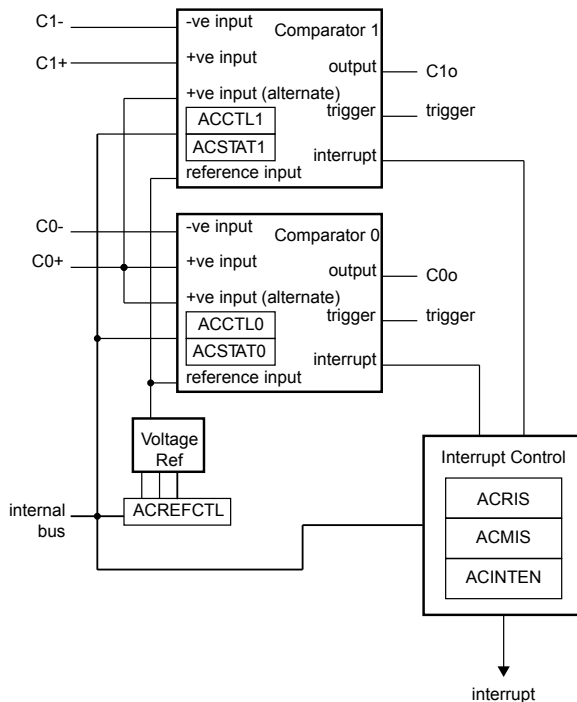 C1-
-ve input
Comparator 1
C1+
+ve input
output
C1o
+ve input (alternate)
trigger
trigger
ACCTL1
ACSTAT1
interrupt
reference input
C0-
-ve input
Comparator 0
C0+
+ve input
output
C0o
+ve input (alternate)
trigger
trigger
ACCTL0
ACSTAT0
interrupt
reference input
Voltage
Ref
Interrupt Control
internal
bus
ACREFCTL
ACRIS
ACMIS
ACINTEN
interrupt